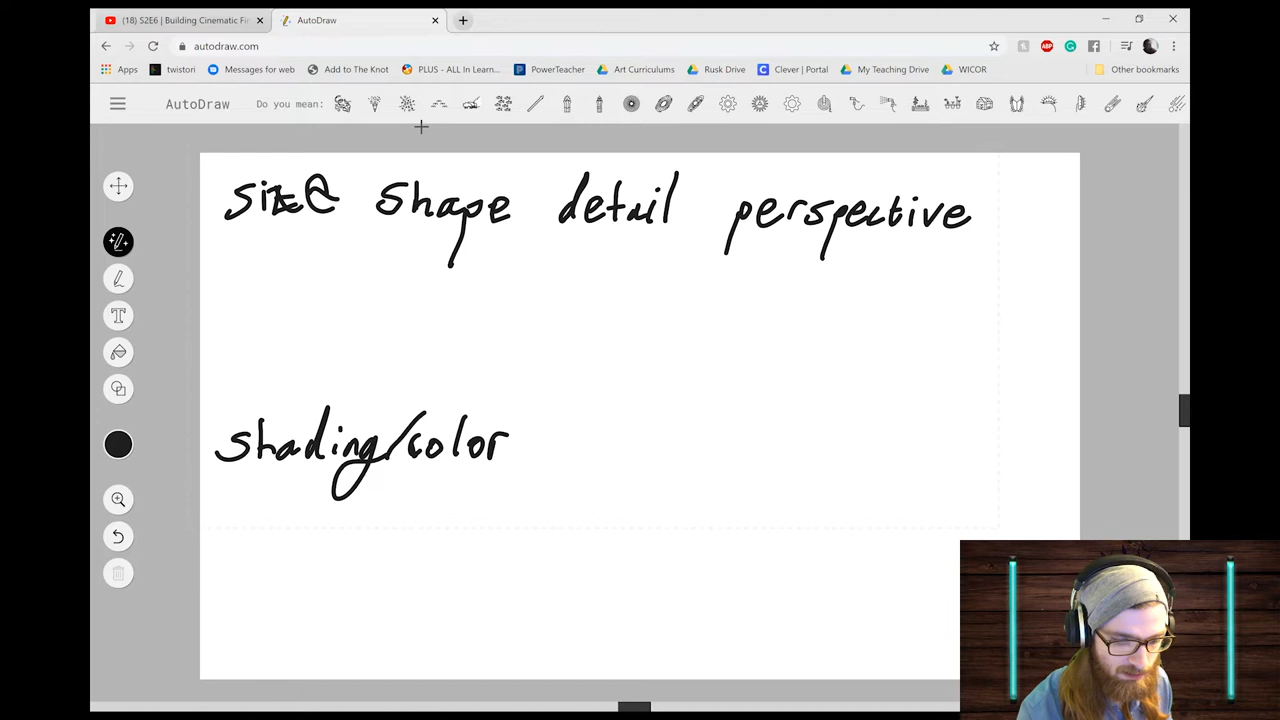 (18) S2E6 | Building Cinematic Fi
AutoDraw
autodraw.com
ABP
Apps twistori Messages for web Add to The Knot PLUS - ALL In Learn... PowerTeacher Art Curriculums Rusk Drive Clever | Portal My Teaching Drive WICOR Other bookmarks
AutoDraw Do you mean:
size shape detail perspective
shading/color